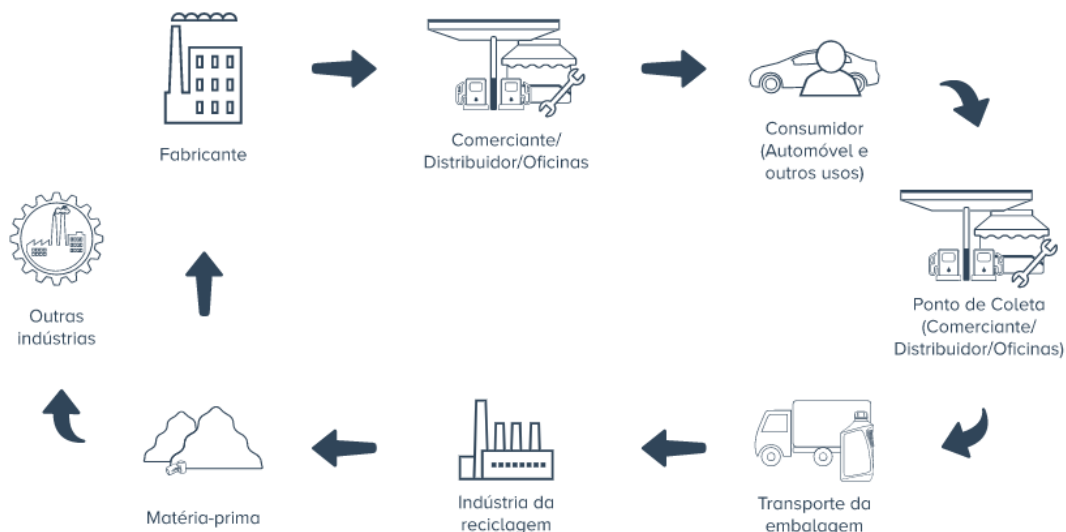 Fabricante
Comerciante/
Distribuidor/Oficinas
Consumidor
(Automóvel e
outros usos)
Ponto de Coleta
(Comerciante/
Distribuidor/Oficinas)
Transporte da
embalagem
Indústria da
reciclagem
Matéria-prima
Outras
indústrias